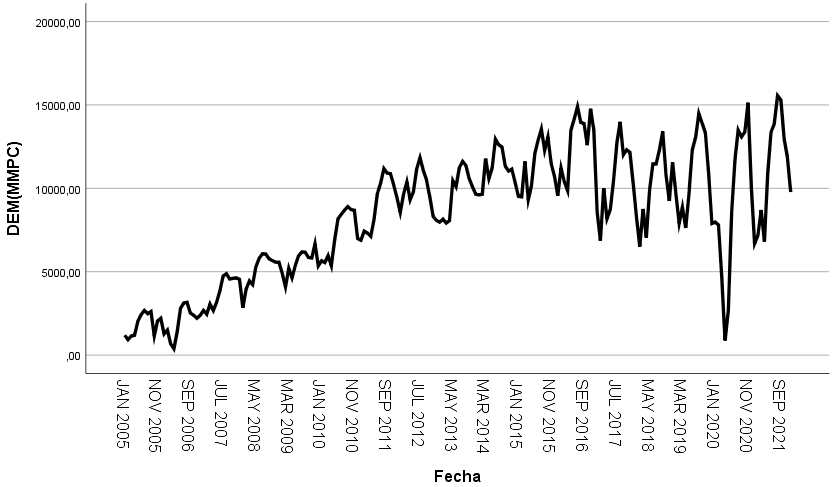 20000,00
15000,00
10000,00
5000,00
,00
DEM(MMPC)
JAN 2005
NOV 2005
SEP 2006
JUL 2007
MAY 2008
MAR 2009
JAN 2010
NOV 2010
SEP 2011
JUL 2012
MAY 2013
MAR 2014
JAN 2015
NOV 2015
SEP 2016
JUL 2017
MAY 2018
MAR 2019
JAN 2020
NOV 2020
SEP 2021
Fecha